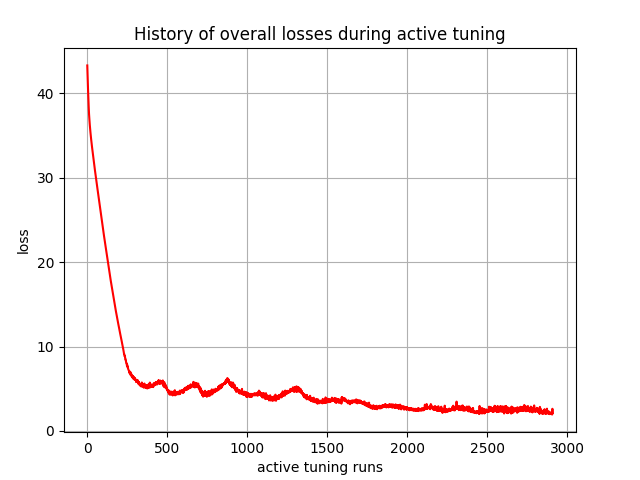 History of overall losses during active tuning
40
30
20
10
0
loss
0 500 1000 1500 2000 2500 3000
active tuning runs